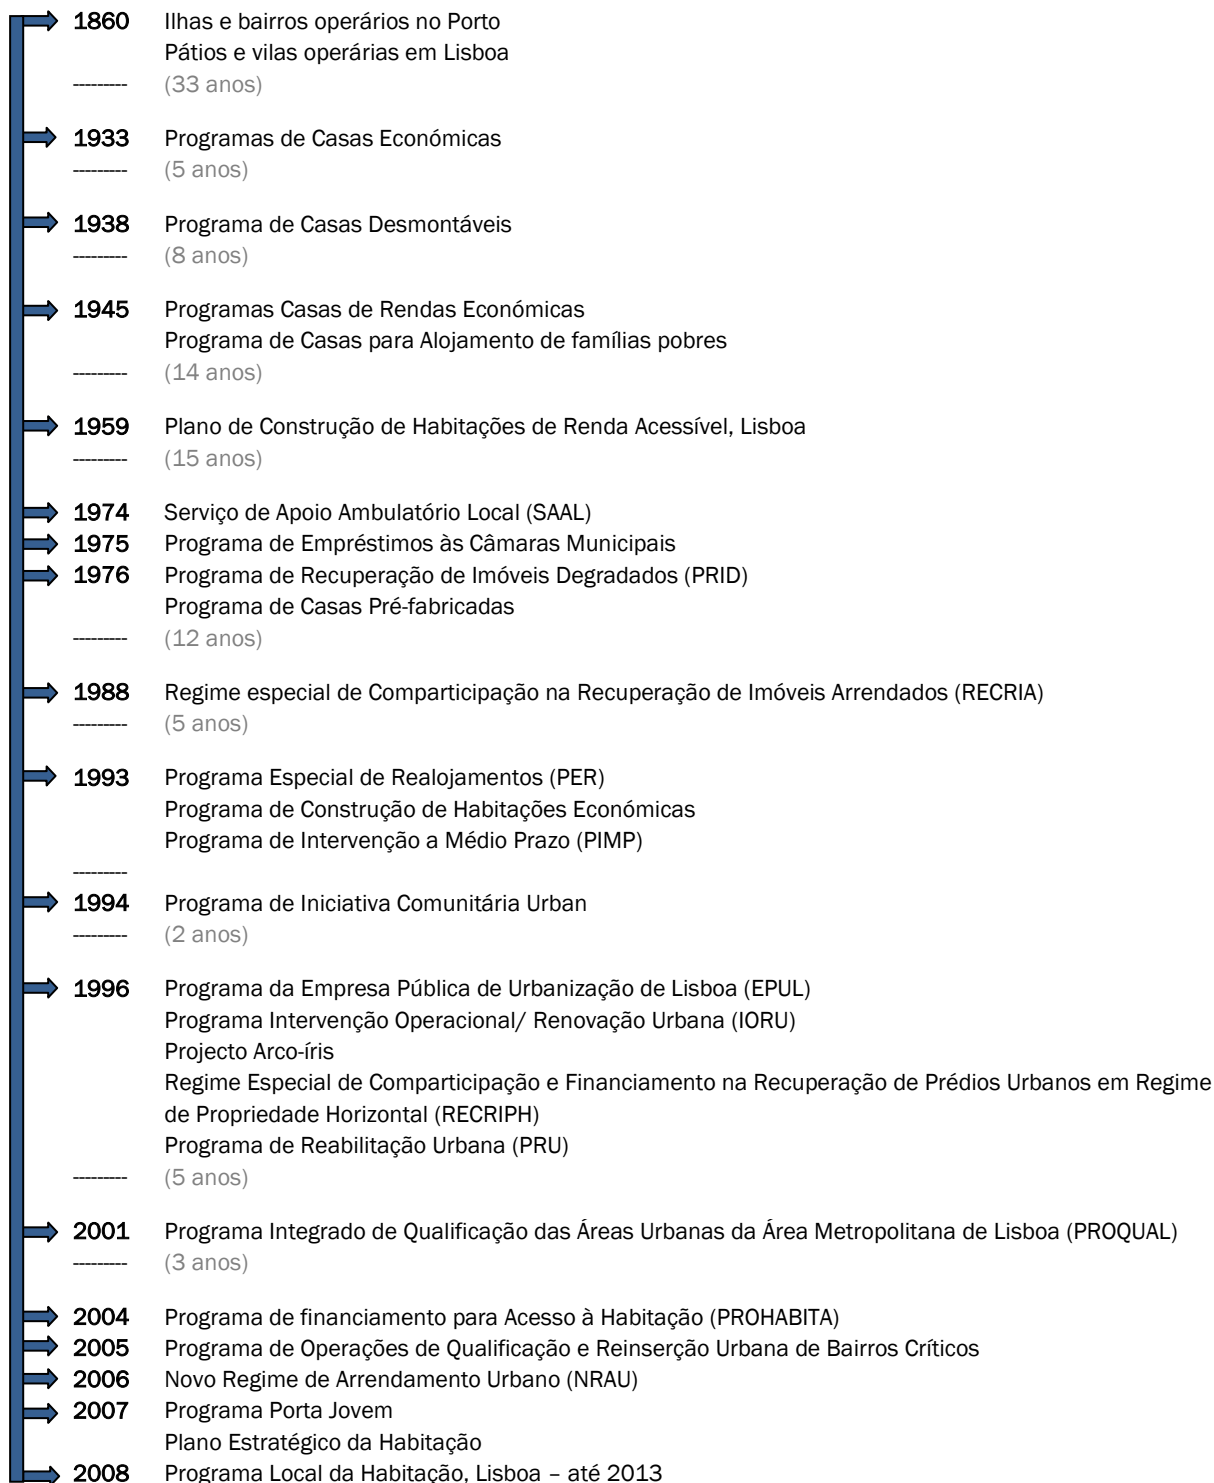 1860 Ilhas e bairros operários no Porto
Pátios e vilas operárias em Lisboa
--------- (33 anos)
1933 Programas de Casas Económicas
--------- (5 anos)
1938 Programa de Casas Desmontáveis
--------- (8 anos)
1945 Programas Casas de Rendas Económicas
Programa de Casas para Alojamento de famílias pobres
--------- (14 anos)
1959 Plano de Construção de Habitações de Renda Acessível, Lisboa
--------- (15 anos)
1974 Serviço de Apoio Ambulatório Local (SAAL)
1975 Programa de Empréstimos às Câmaras Municipais
1976 Programa de Recuperação de Imóveis Degradados (PRID)
Programa de Casas Pré-fabricadas
--------- (12 anos)
1988 Regime especial de Comparticipação na Recuperação de Imóveis Arrendados (RECRIA)
--------- (5 anos)
1993 Programa Especial de Realojamentos (PER)
Programa de Construção de Habitações Económicas
Programa de Intervenção a Médio Prazo (PIMP)
---------
1994 Programa de Iniciativa Comunitária Urban
--------- (2 anos)
1996 Programa da Empresa Pública de Urbanização de Lisboa (EPUL)
Programa Intervenção Operacional/ Renovação Urbana (IORU)
Projecto Arco-íris
Regime Especial de Comparticipação e Financiamento na Recuperação de Prédios Urbanos em Regime
de Propriedade Horizontal (RECRIPH)
Programa de Reabilitação Urbana (PRU)
--------- (5 anos)
2001 Programa Integrado de Qualificação das Áreas Urbanas da Área Metropolitana de Lisboa (PROQUAL)
--------- (3 anos)
2004 Programa de financiamento para Acesso à Habitação (PROHABITA)
2005 Programa de Operações de Qualificação e Reinserção Urbana de Bairros Críticos
2006 Novo Regime de Arrendamento Urbano (NRAU)
2007 Programa Porta Jovem
Plano Estratégico da Habitação
2008 Programa Local da Habitação, Lisboa – até 2013